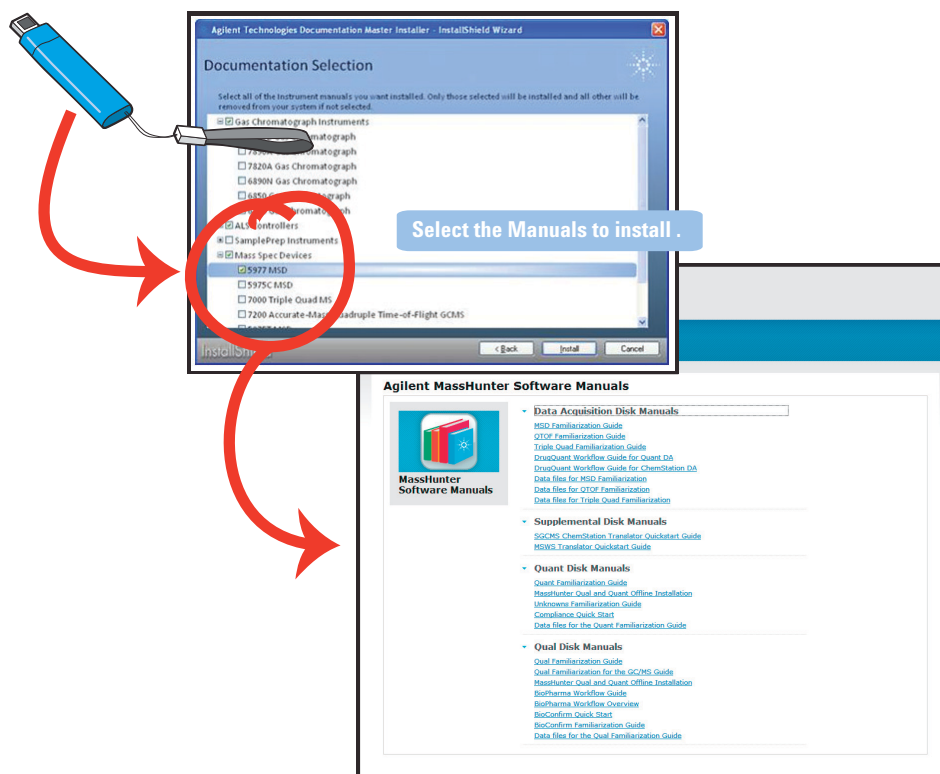 Agilent Technologies Documentation Master Installer - InstallShield Wizard
Documentation Selection
Select all of the Instrument manuals you want installed. Only those selected will be installed and all other will be
removed from your system if not selected.
Gas Chromatograph Instruments
7820A Gas Chromatograph
6890N Gas Chromatograph
6850
ALS Controllers
SamplePrep Instruments
Mass Spec Devices
5977 MSD
5975C MSD
7000 Triple Quad MS
7200 Accurate-Mass Quadruple Time-of-Flight GCMS
InstallShield
< Back
Install
Cancel
Select the Manuals to install .
Agilent MassHunter Software Manuals
MassHunter
Software Manuals
Data Acquisition Disk Manuals
MSD Familiarization Guide
QTOF Familiarization Guide
Triple Quad Familiarization Guide
DrugQuant Workflow Guide for Quant DA
DrugQuant Workflow Guide for ChemStation DA
Data files for MSD Familiarization
Data files for QTOF Familiarization
Data files for Triple Quad Familiarization
Supplemental Disk Manuals
SGCMS ChemStation Translator Quickstart Guide
MSWS Translator Quickstart Guide
Quant Disk Manuals
Quant Familiarization Guide
MassHunter Qual and Quant Offline Installation
Unknowns Familiarization Guide
Compliance Quick Start
Data files for the Quant Familiarization Guide
Qual Disk Manuals
Qual Familiarization Guide
Qual Familiarization for the GC/MS Guide
MassHunter Qual and Quant Offline Installation
BioPharma Workflow Guide
BioPharma Workflow Overview
BioConfirm Quick Start
BioConfirm Familiarization Guide
Data files for the Qual Familiarization Guide